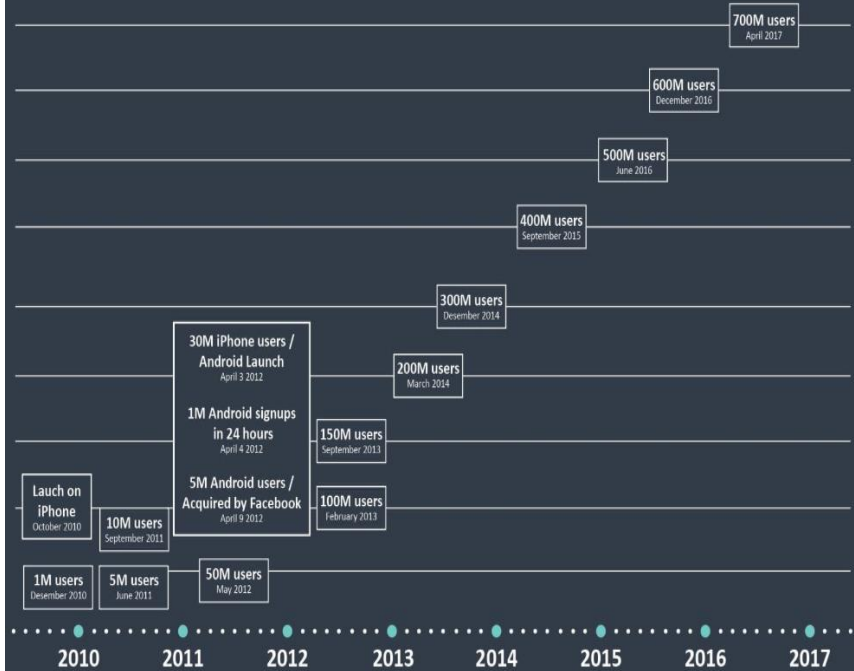 700M users
April 2017
600M users
December 2016
500M users
June 2016
400M users
September 2015
300M users
Desember 2014
30M iPhone users /
Android Launch
April 3 2012
200M users
March 2014
1M Android signups
in 24 hours
April 4 2012
150M users
September 2013
5M Android users /
Acquired by Facebook
April 9 2012
100M users
February 2013
Lauch on
iPhone
October 2010
10M users
September 2011
1M users
Desember 2010
5M users
June 2011
50M users
May 2012
2010 2011 2012 2013 2014 2015 2016 2017